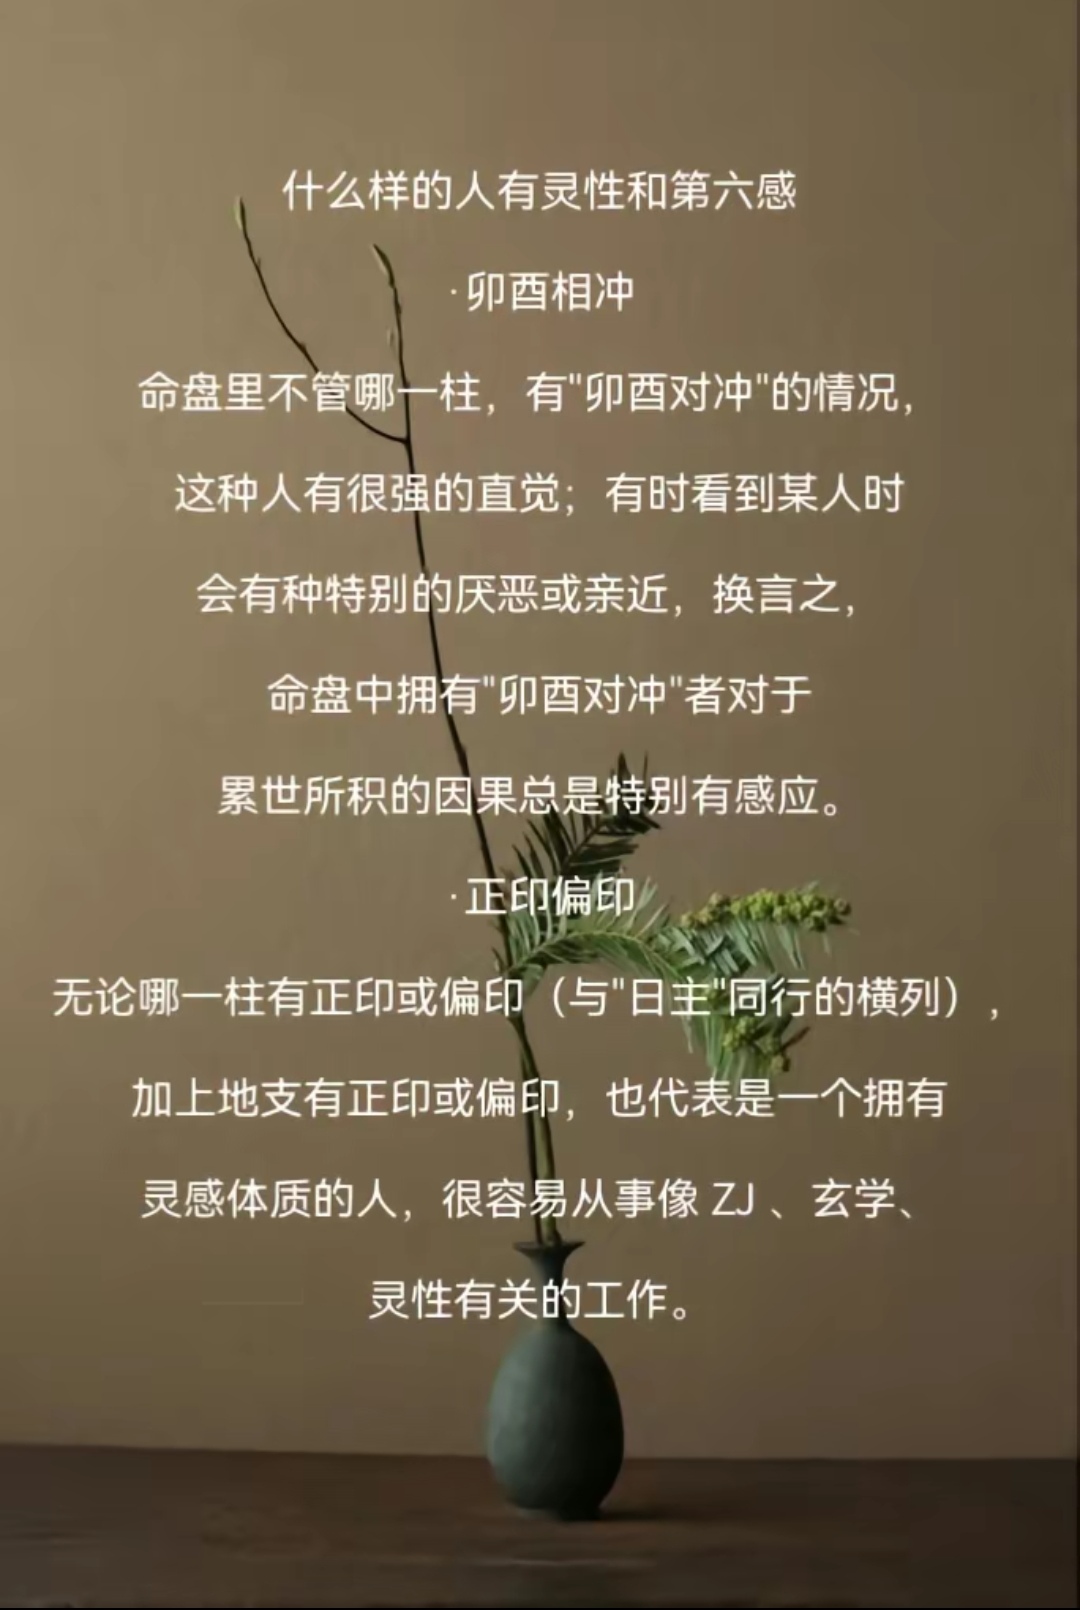 什么样的人有灵性和第六感
·卯酉相冲
命盘里不管哪一柱，有"卯酉对冲"的情况，
这种人有很强的直觉；有时看到某人时
会有种特别的厌恶或亲近，换言之，
命盘中拥有"卯酉对冲"者对于
累世所积的因果总是特别有感应。
·正印偏印
无论哪一柱有正印或偏印（与"日主"同行的横列），
加上地支有正印或偏印，也代表是一个拥有
灵感体质的人，很容易从事像 ZJ 、玄学、
灵性有关的工作。